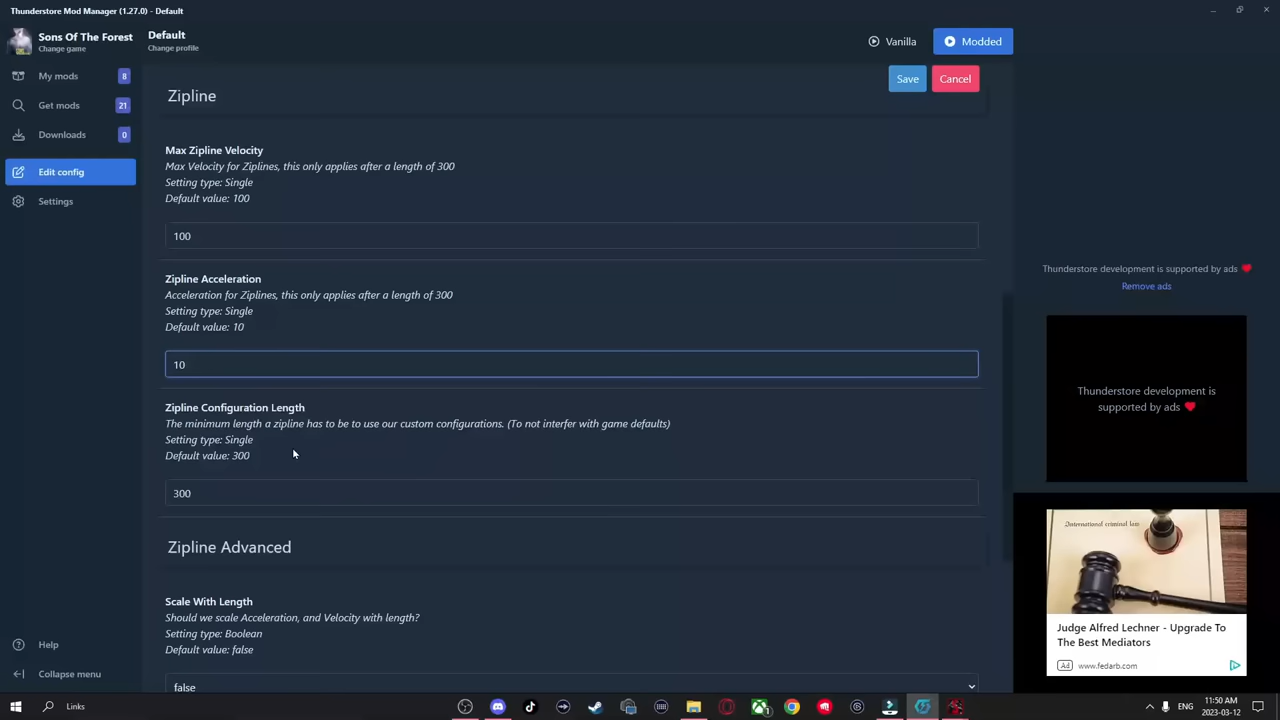 Thunderstore Mod Manager (1.27.0) - Default
Sons Of The Forest
Change game
Default
Change profile
Vanilla
Modded
My mods 8
Get mods 21
Downloads 0
Edit config
Settings
Save
Cancel
Zipline
Max Zipline Velocity
Max Velocity for Ziplines, this only applies after a length of 300
Setting type: Single
Default value: 100
100
Zipline Acceleration
Acceleration for Ziplines, this only applies after a length of 300
Setting type: Single
Default value: 10
10
Zipline Configuration Length
The minimum length a zipline has to be to use our custom configurations. (To not interfer with game defaults)
Setting type: Single
Default value: 300
300
Zipline Advanced
Scale With Length
Should we scale Acceleration, and Velocity with length?
Setting type: Boolean
Default value: false
false
Thunderstore development is supported by ads
Remove ads
Thunderstore development is
supported by ads
International criminal law
Judge Alfred Lechner - Upgrade To
The Best Mediators
Ad www.fedarb.com
Help
Collapse menu
Links
ENG
11:50 AM
2023-03-12